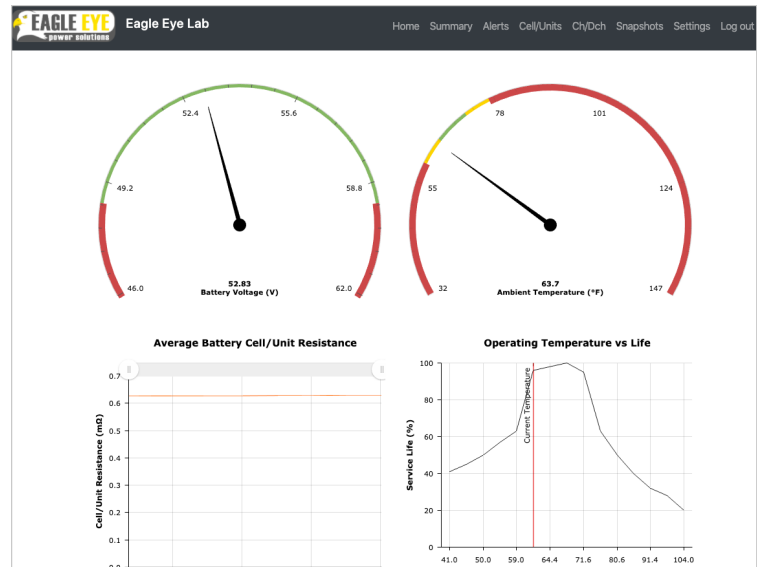 EAGLE EYE
power solutions
Eagle Eye Lab
Home Summary Alerts Cell/Units Ch/Dch Snapshots Settings Log out
52.4 55.6
49.2 58.8
46.0 62.0
52.83
Battery Voltage (V)
78 101
55 124
32 147
63.7
Ambient Temperature (°F)
Average Battery Cell/Unit Resistance
Cell/Unit Resistance (mΩ)
0.7
0.6
0.5
0.4
0.3
0.2
0.1
0.0
Operating Temperature vs Life
Service Life (%)
100
80
60
40
20
0
Current Temperature
41.0 50.0 59.0 64.4 71.6 80.6 91.4 104.0